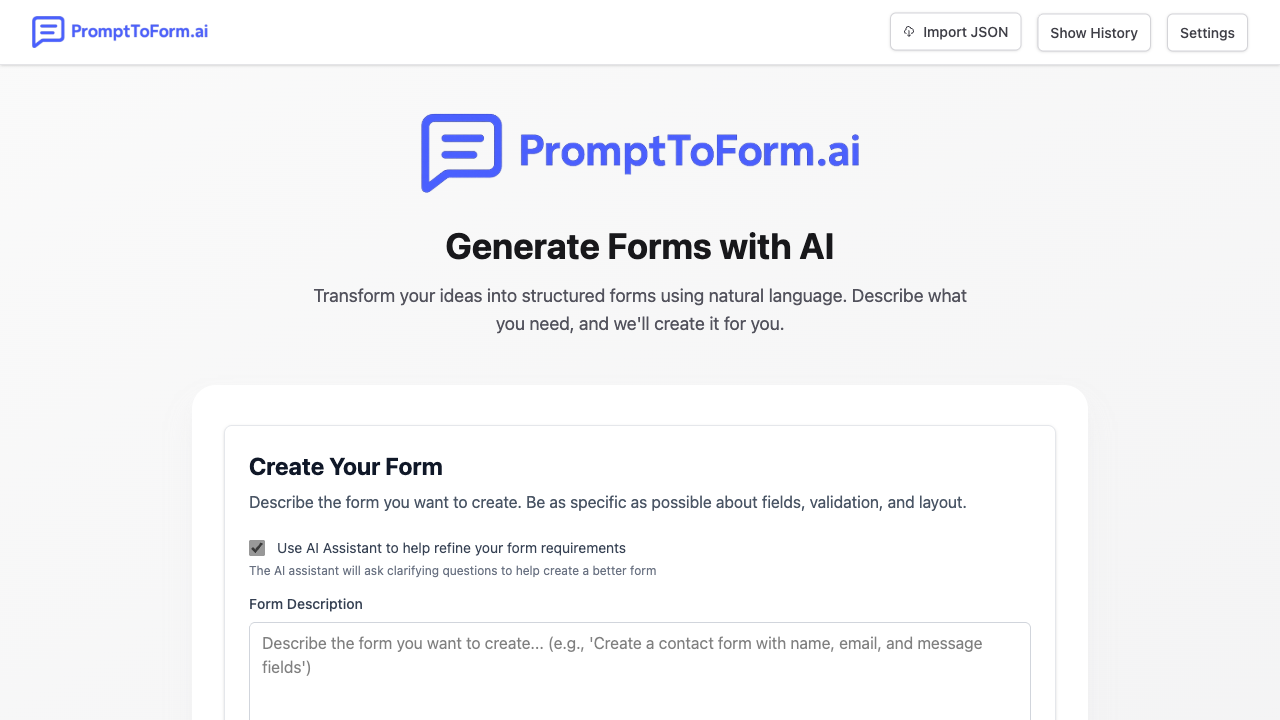 PromptToForm.ai
Import JSON
Show History
Settings
PromptToForm.ai
Generate Forms with AI
Transform your ideas into structured forms using natural language. Describe what
you need, and we'll create it for you.
Create Your Form
Describe the form you want to create. Be as specific as possible about fields, validation, and layout.
Use AI Assistant to help refine your form requirements
The AI assistant will ask clarifying questions to help create a better form
Form Description
Describe the form you want to create... (e.g., 'Create a contact form with name, email, and message
fields')